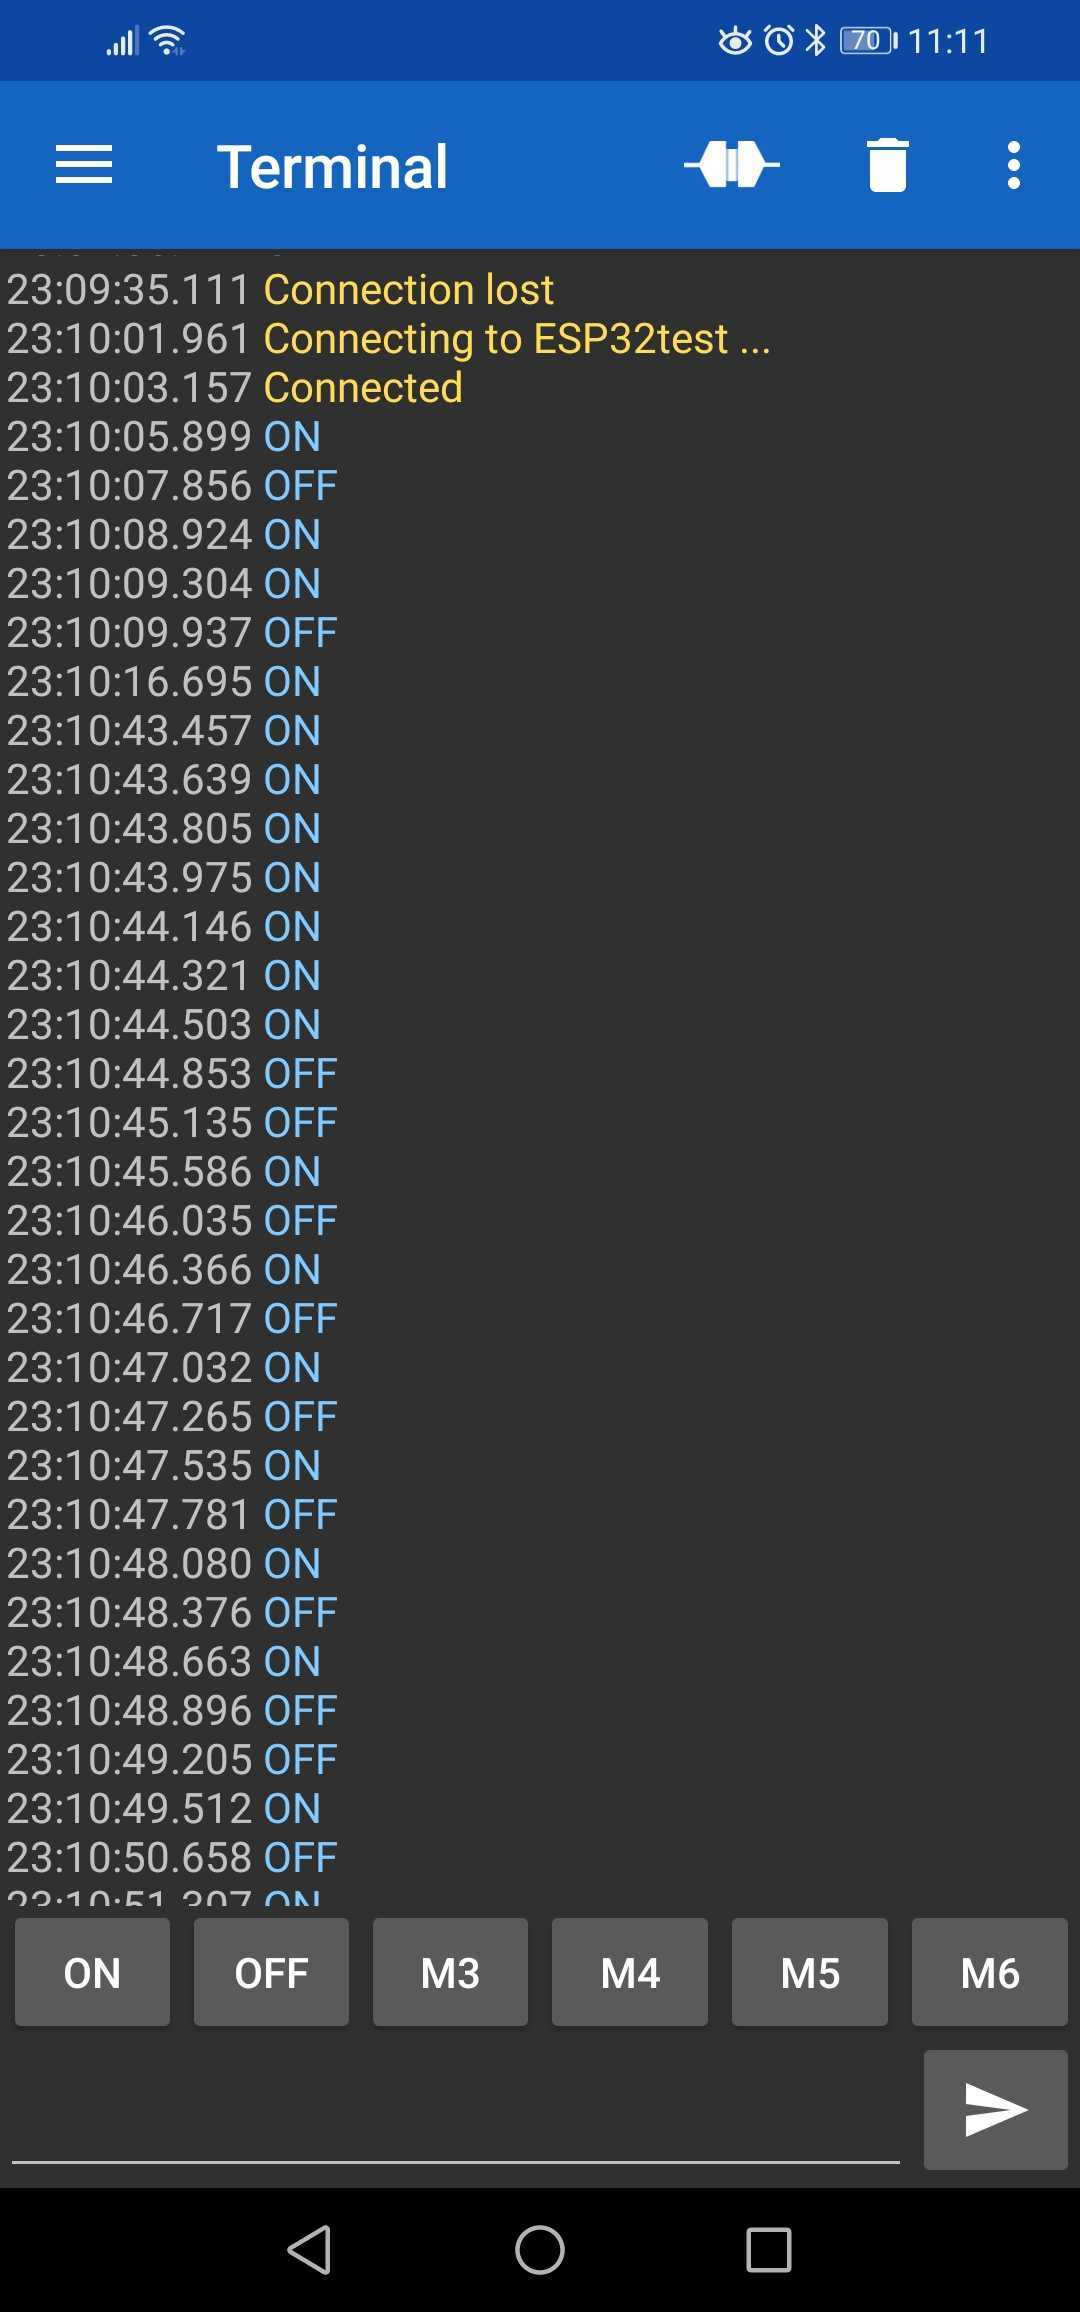 70 11:11
Terminal
23:09:35.111 Connection lost
23:10:01.961 Connecting to ESP32test ...
23:10:03.157 Connected
23:10:05.899 ON
23:10:07.856 OFF
23:10:08.924 ON
23:10:09.304 ON
23:10:09.937 OFF
23:10:16.695 ON
23:10:43.457 ON
23:10:43.639 ON
23:10:43.805 ON
23:10:43.975 ON
23:10:44.146 ON
23:10:44.321 ON
23:10:44.503 ON
23:10:44.853 OFF
23:10:45.135 OFF
23:10:45.586 ON
23:10:46.035 OFF
23:10:46.366 ON
23:10:46.717 OFF
23:10:47.032 ON
23:10:47.265 OFF
23:10:47.535 ON
23:10:47.781 OFF
23:10:48.080 ON
23:10:48.376 OFF
23:10:48.663 ON
23:10:48.896 OFF
23:10:49.205 OFF
23:10:49.512 ON
23:10:50.658 OFF
ON
ON OFF M3 M4 M5 M6